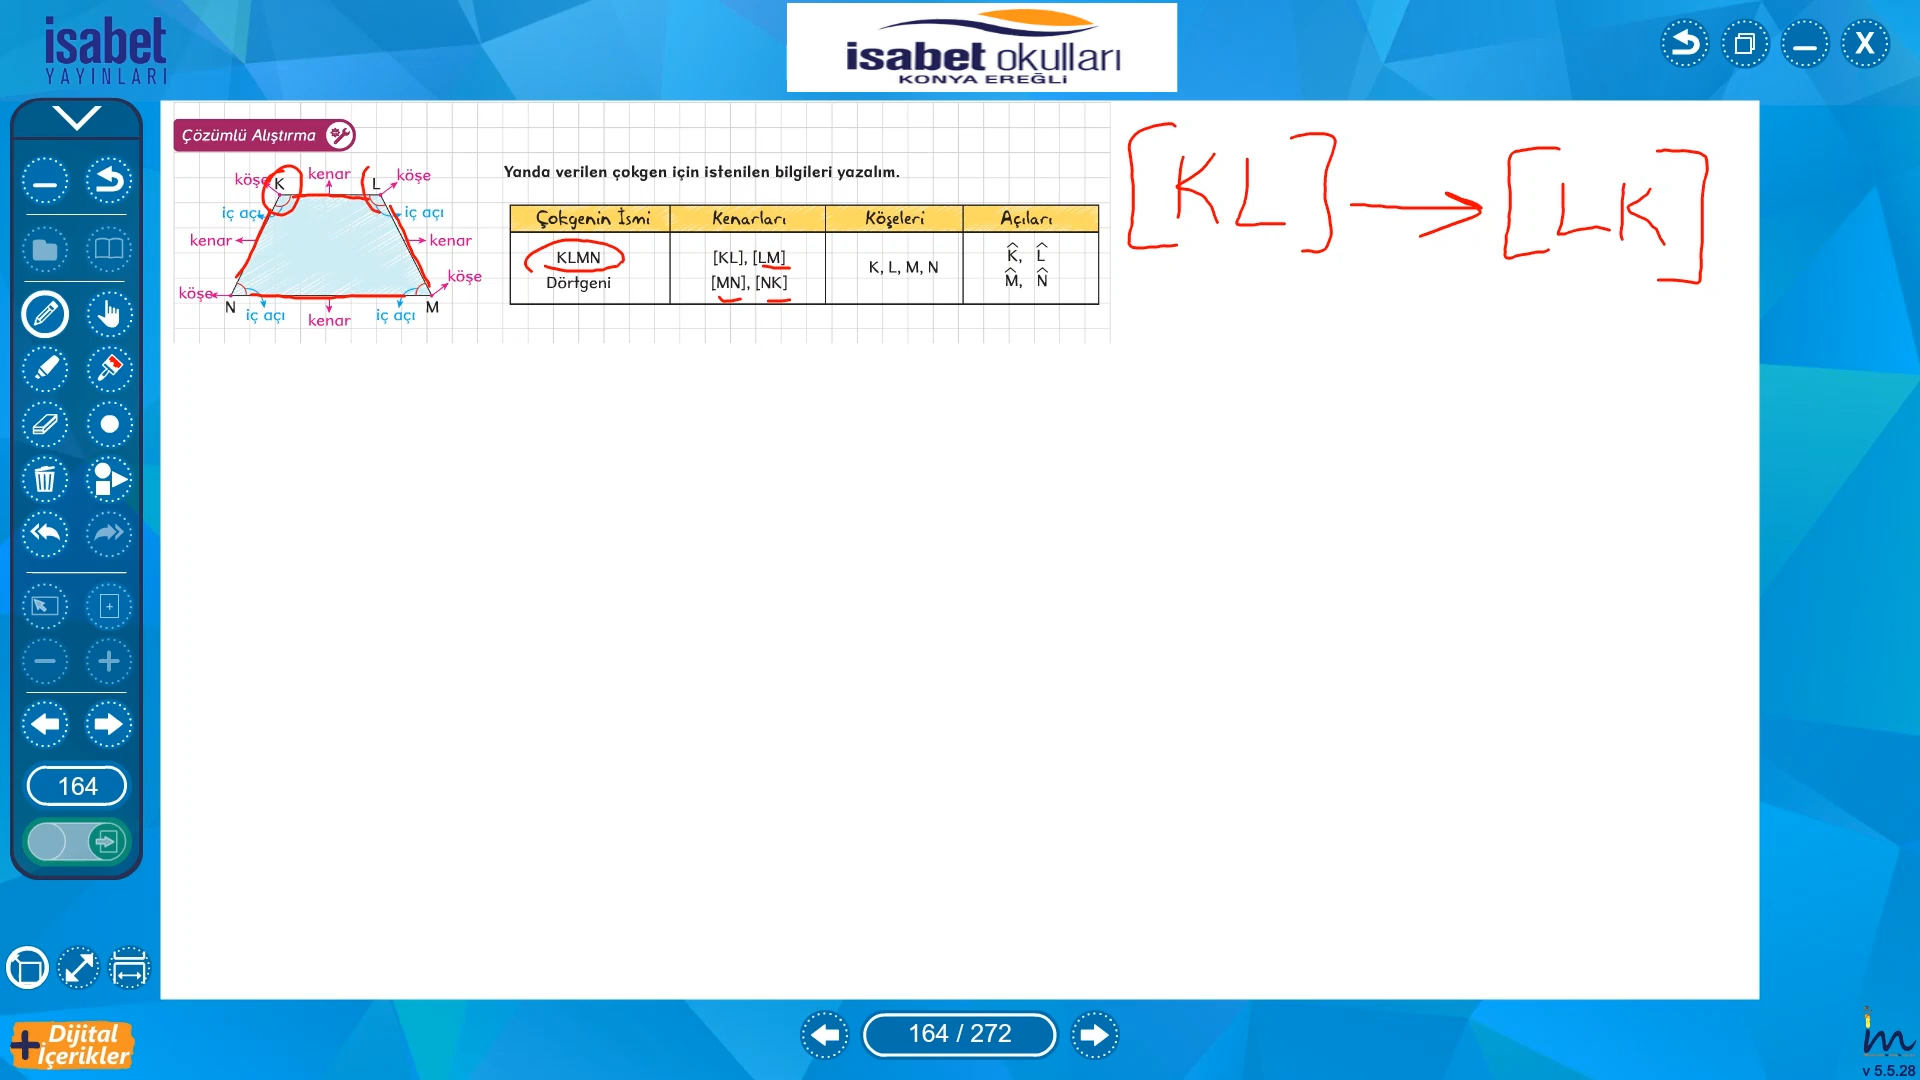 isabet
YAYINLARI
isabet okulları
KONYA EREĞLİ
X
Çözümlü Alıştırma
köşe K kenar L köşe
iç açı iç açı
kenar kenar
köşe
köşe
N iç açı kenar iç açı M
Yanda verilen çokgen için istenilen bilgileri yazalım.
Çokgenin İsmi Kenarları Köşeleri Açıları
KLMN Dörtgeni
[KL], [LM]
[MN], [NK]
K, L, M, N
K̂, L̂
M̂, N̂
[KL] → [LK]
164
+ Dijital
İçerikler
164 / 272
im
v 5.5.28